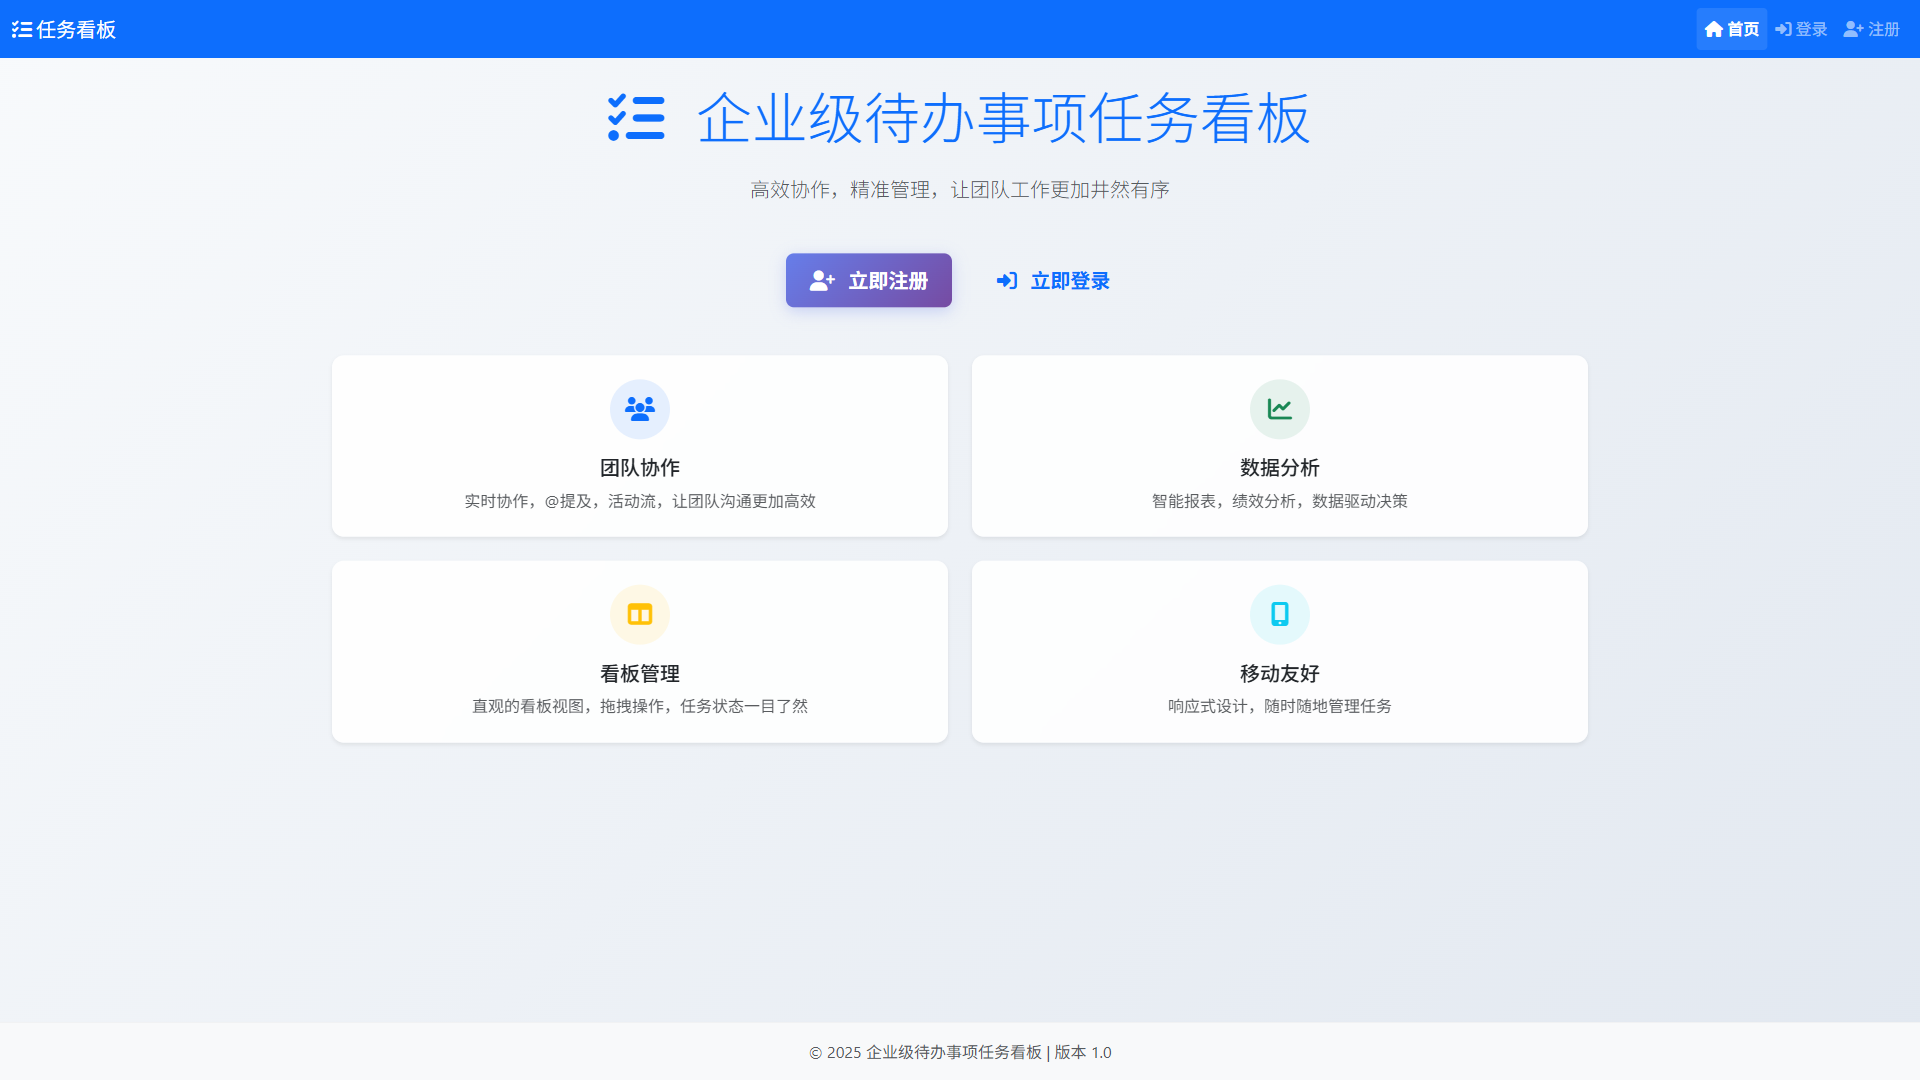 任务看板
首页 登录 注册
企业级待办事项任务看板
高效协作，精准管理，让团队工作更加井然有序
立即注册 立即登录
团队协作
实时协作，@提及，活动流，让团队沟通更加高效
数据分析
智能报表，绩效分析，数据驱动决策
看板管理
直观的看板视图，拖拽操作，任务状态一目了然
移动友好
响应式设计，随时随地管理任务
© 2025 企业级待办事项任务看板 | 版本 1.0